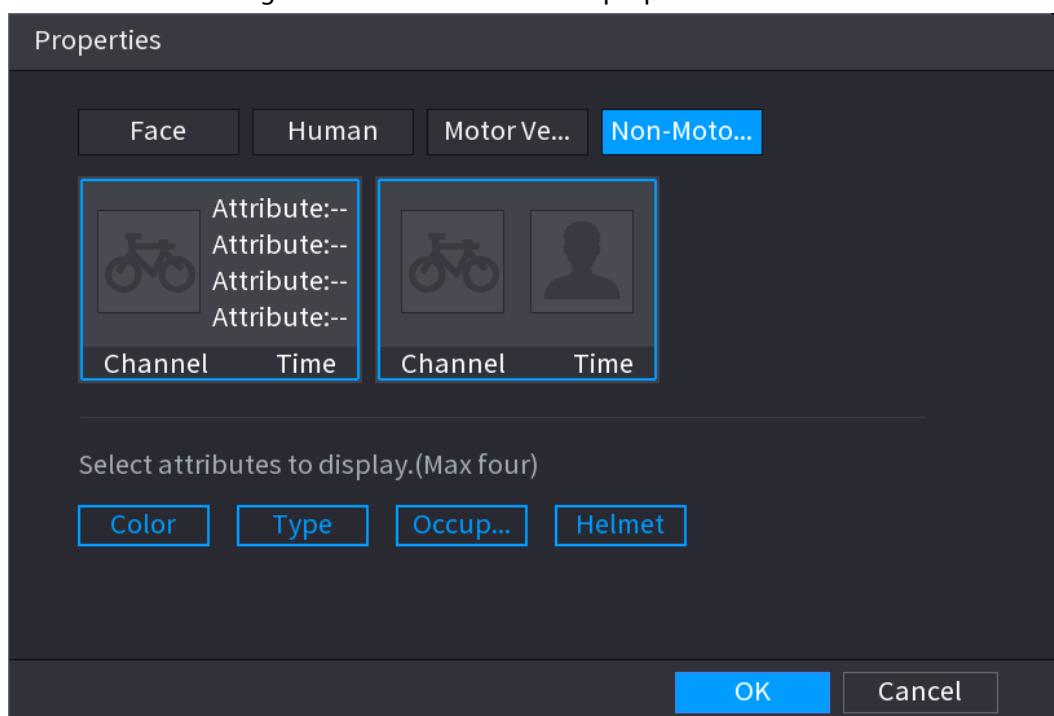 Properties
Face Human Motor Ve... Non-Moto...
Attribute:--
Attribute:--
Attribute:--
Attribute:--
Channel Time Channel Time
Select attributes to display.(Max four)
Color Type Occup... Helmet
OK Cancel